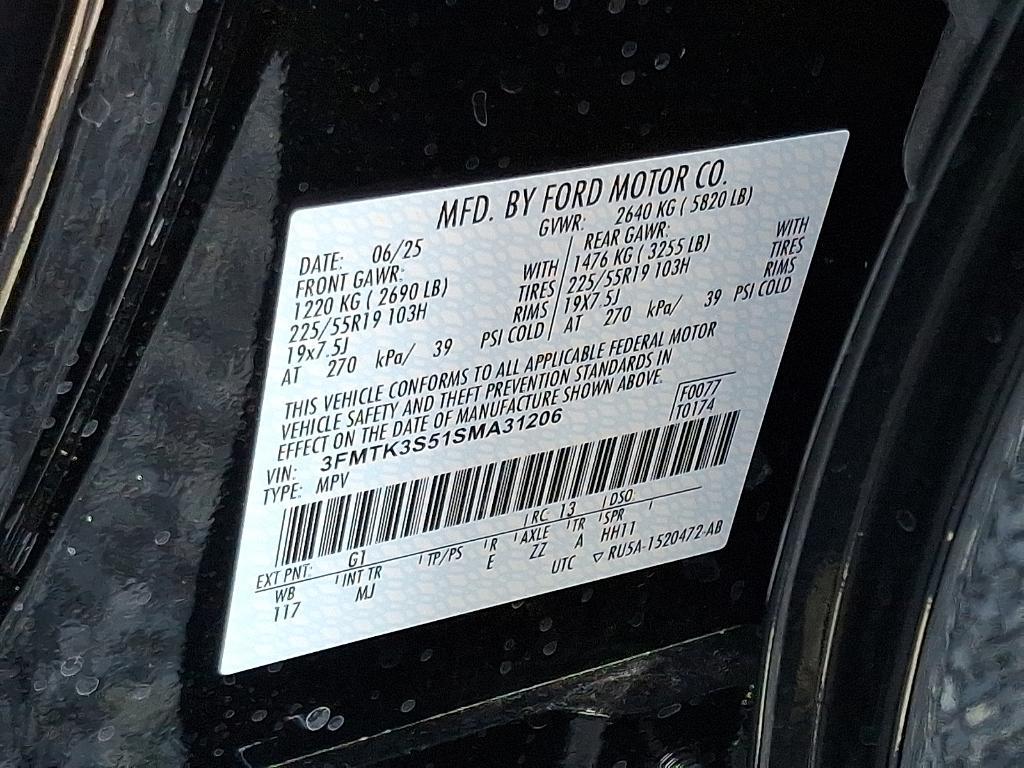 MFD. BY FORD MOTOR CO.
DATE: 06/25 GVWR: 2640 KG ( 5820 LB)
FRONT GAWR: REAR GAWR:
1220 KG ( 2690 LB) WITH 1476 KG ( 3255 LB) WITH
225/55R19 103H TIRES 225/55R19 103H TIRES
19x7.5J RIMS 19x7.5J RIMS
AT 270 kPa/ 39 PSI COLD AT 270 kPa/ 39 PSI COLD
THIS VEHICLE CONFORMS TO ALL APPLICABLE FEDERAL MOTOR
VEHICLE SAFETY AND THEFT PREVENTION STANDARDS IN
EFFECT ON THE DATE OF MANUFACTURE SHOWN ABOVE.
VIN: 3FMTK3S51SMA31206 F0077
TYPE: MPV T0174
EXT PNT: G1 RC: 13 DSO:
WB INT TR TP/PS R AXLE TR SPR
117 MJ E ZZ A HH11
UTC ▽ RU5A-1520472-AB